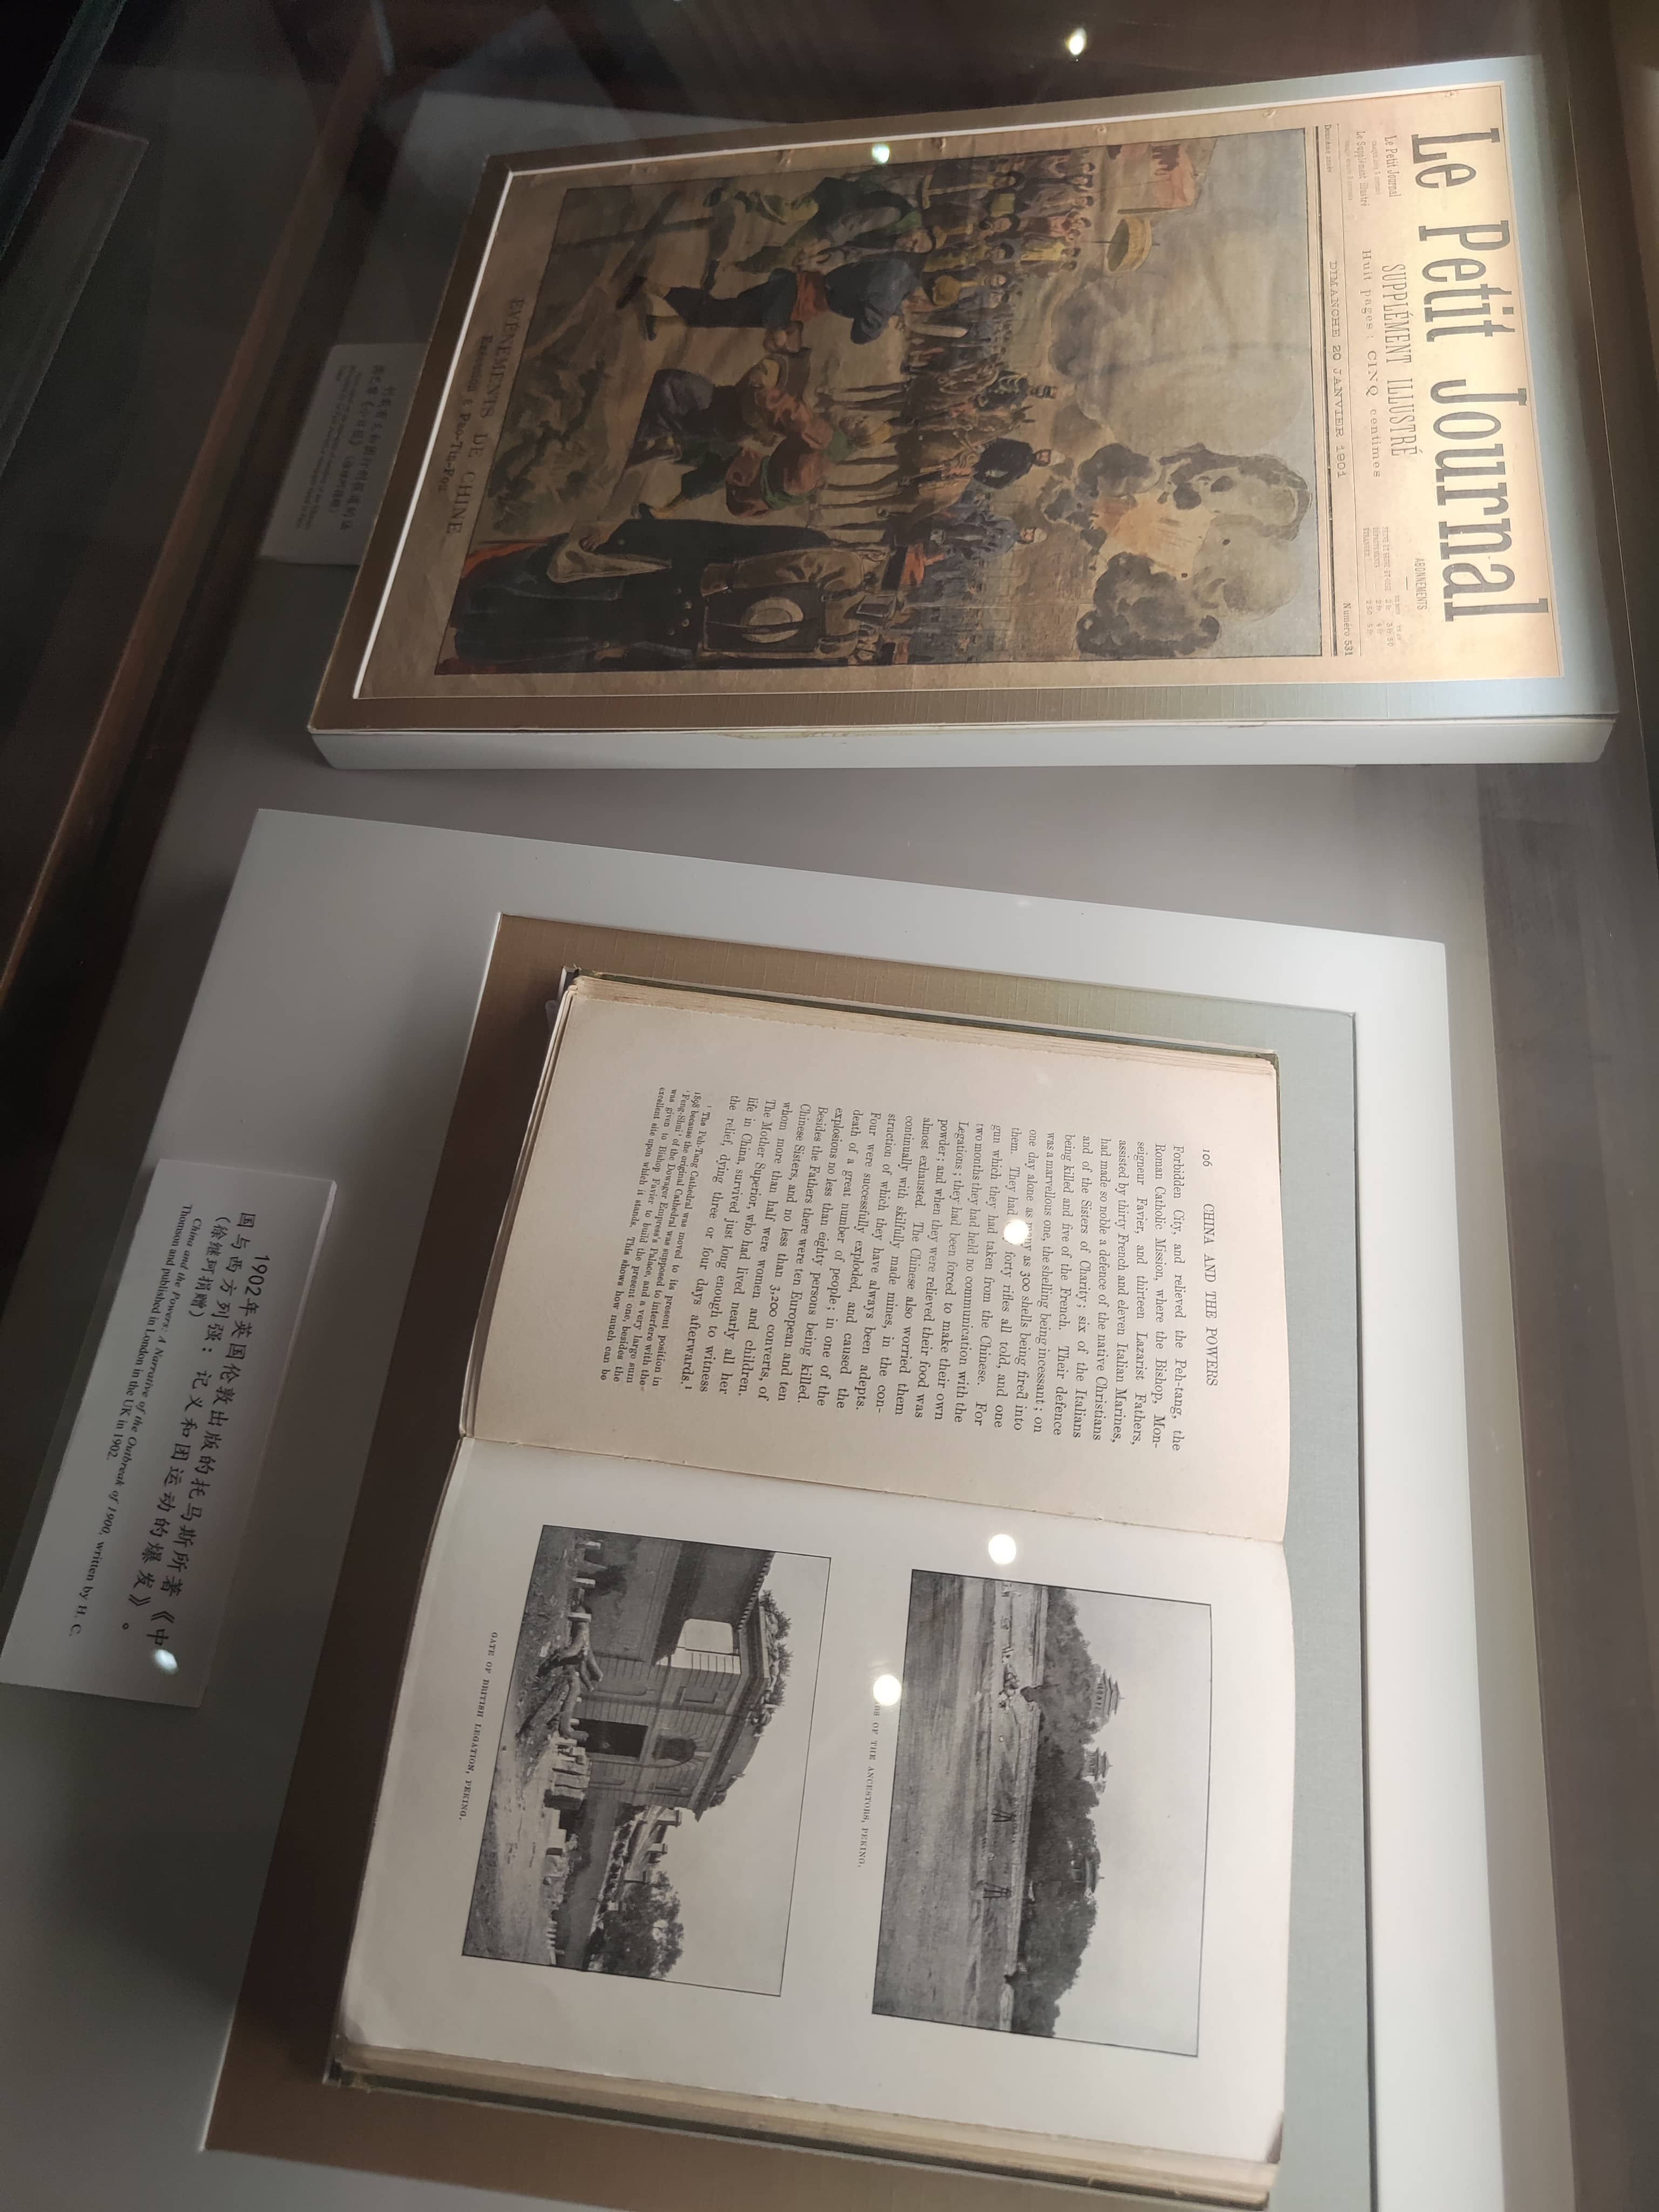 Le Petit Journal
Le Petit Journal
Le Supplément illustré
SUPPLÉMENT ILLUSTRÉ
Huit pages: CINQ centimes
ABONNEMENTS
DIMANCHE 20 JANVIER 1901
Numéro 531
ÉVÉNEMENTS DE CHINE
Exécution à Pao-Tin-Fou
106 CHINA AND THE POWERS
Forbidden City, and relieved the Peh-tang, the
Roman Catholic Mission, where the Bishop, Mon-
seigneur Favier, and thirteen Lazarist Fathers,
assisted by thirty French and eleven Italian Marines,
had made so noble a defence of the native Christians
and of the Sisters of Charity; six of the Italians
being killed and five of the French. Their defence
was a marvellous one, the shelling being incessant; on
one day alone as many as 300 shells being fired into
them. They had forty rifles all told, and one
gun which they had taken from the Chinese. For
two months they had held no communication with the
Legations; they had been forced to make their own
powder; and when they were relieved their food was
almost exhausted. The Chinese also worried them
continually with skilfully made mines, in the con-
struction of which they have always been adepts.
Four were successfully exploded, and caused the
death of a great number of people; in one of the
explosions no less than eighty persons being killed.
Besides the Fathers there were ten European and ten
Chinese Sisters, and no less than 3,200 converts, of
whom more than half were women and children.
The Mother Superior, who had lived nearly all her
life in China, survived just long enough to witness
the relief, dying three or four days afterwards.¹
¹ The Peh-Tang Cathedral was moved to its present position in
1898 because the original Cathedral was supposed to interfere with the
'Feng-Shui' of the Dowager Empress's Palace, and a very large sum
was given to Bishop Favier to build the present one, besides the
excellent site upon which it stands. This shows how much can be
OF THE ANCESTORS, PEKING.
GATE OF BRITISH LEGATION, PEKING.
1902年英国伦敦出版的托马斯所著《中
国与西方列强：记义和团运动的爆发》。
（徐继珂捐赠）
China and the Powers: A Narrative of the Outbreak of 1900, written by H. C.
Thomson and published in London in the UK in 1902.